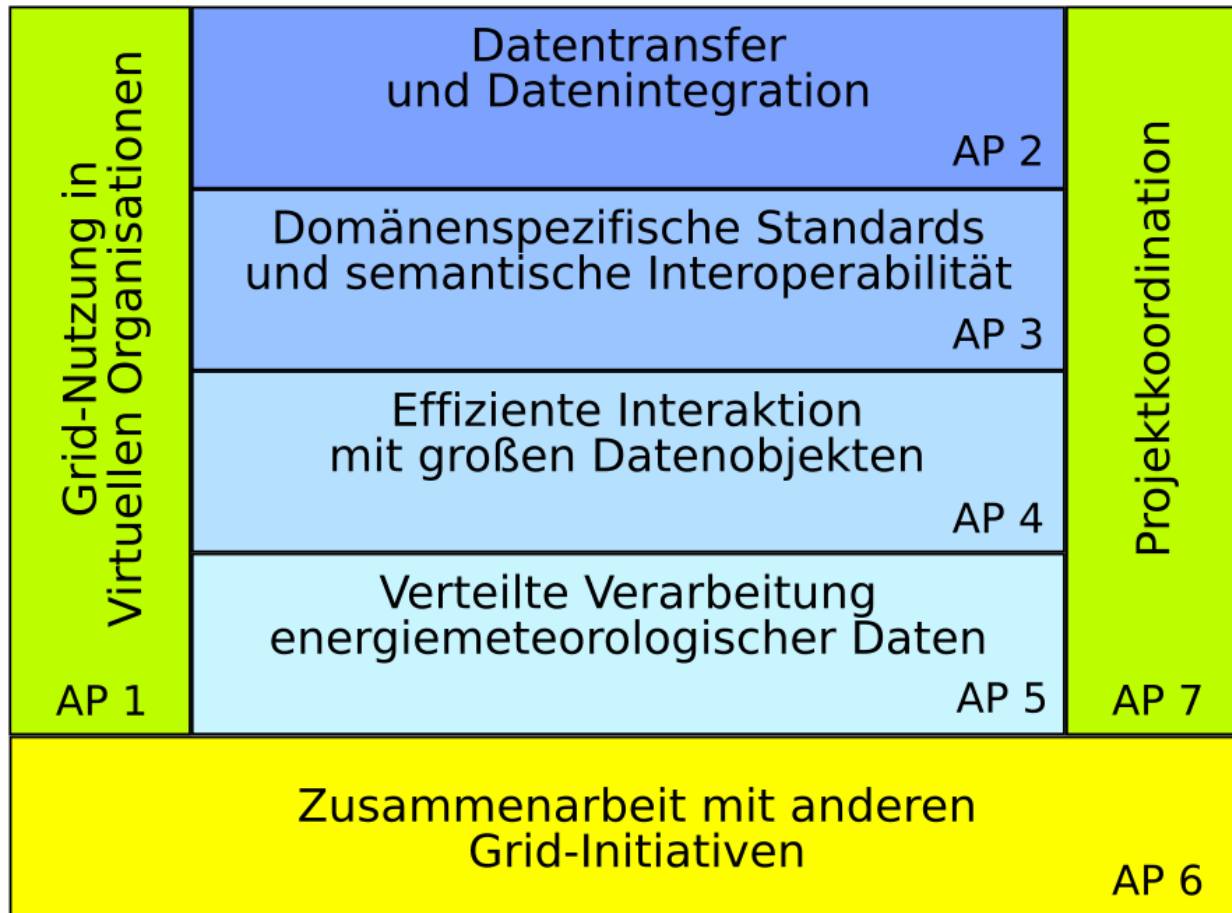 Grid-Nutzung in
Virtuellen Organisationen
AP 1
Datentransfer
und Datenintegration
AP 2
Domänenspezifische Standards
und semantische Interoperabilität
AP 3
Effiziente Interaktion
mit großen Datenobjekten
AP 4
Verteilte Verarbeitung
energiemeteorologischer Daten
AP 5
Projektkoordination
AP 7
Zusammenarbeit mit anderen
Grid-Initiativen
AP 6